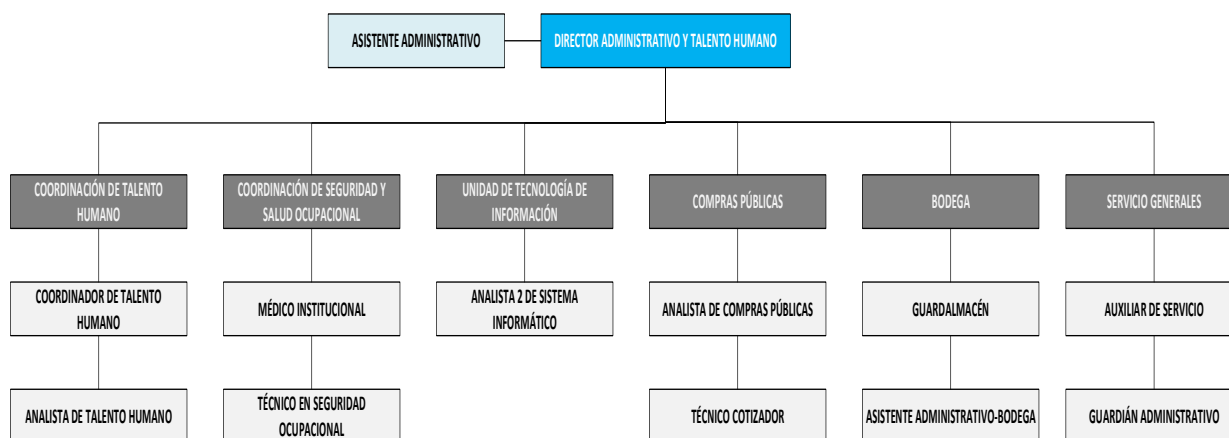 ASISTENTE ADMINISTRATIVO
DIRECTOR ADMINISTRATIVO Y TALENTO HUMANO
COORDINACIÓN DE TALENTO
HUMANO
COORDINACIÓN DE SEGURIDAD Y
SALUD OCUPACIONAL
UNIDAD DE TECNOLOGÍA DE
INFORMACIÓN
COMPRAS PÚBLICAS
BODEGA
SERVICIO GENERALES
COORDINADOR DE TALENTO
HUMANO
MÉDICO INSTITUCIONAL
ANALISTA 2 DE SISTEMA
INFORMÁTICO
ANALISTA DE COMPRAS PÚBLICAS
GUARDALMACÉN
AUXILIAR DE SERVICIO
ANALISTA DE TALENTO HUMANO
TÉCNICO EN SEGURIDAD
OCUPACIONAL
TÉCNICO COTIZADOR
ASISTENTE ADMINISTRATIVO-BODEGA
GUARDIÁN ADMINISTRATIVO